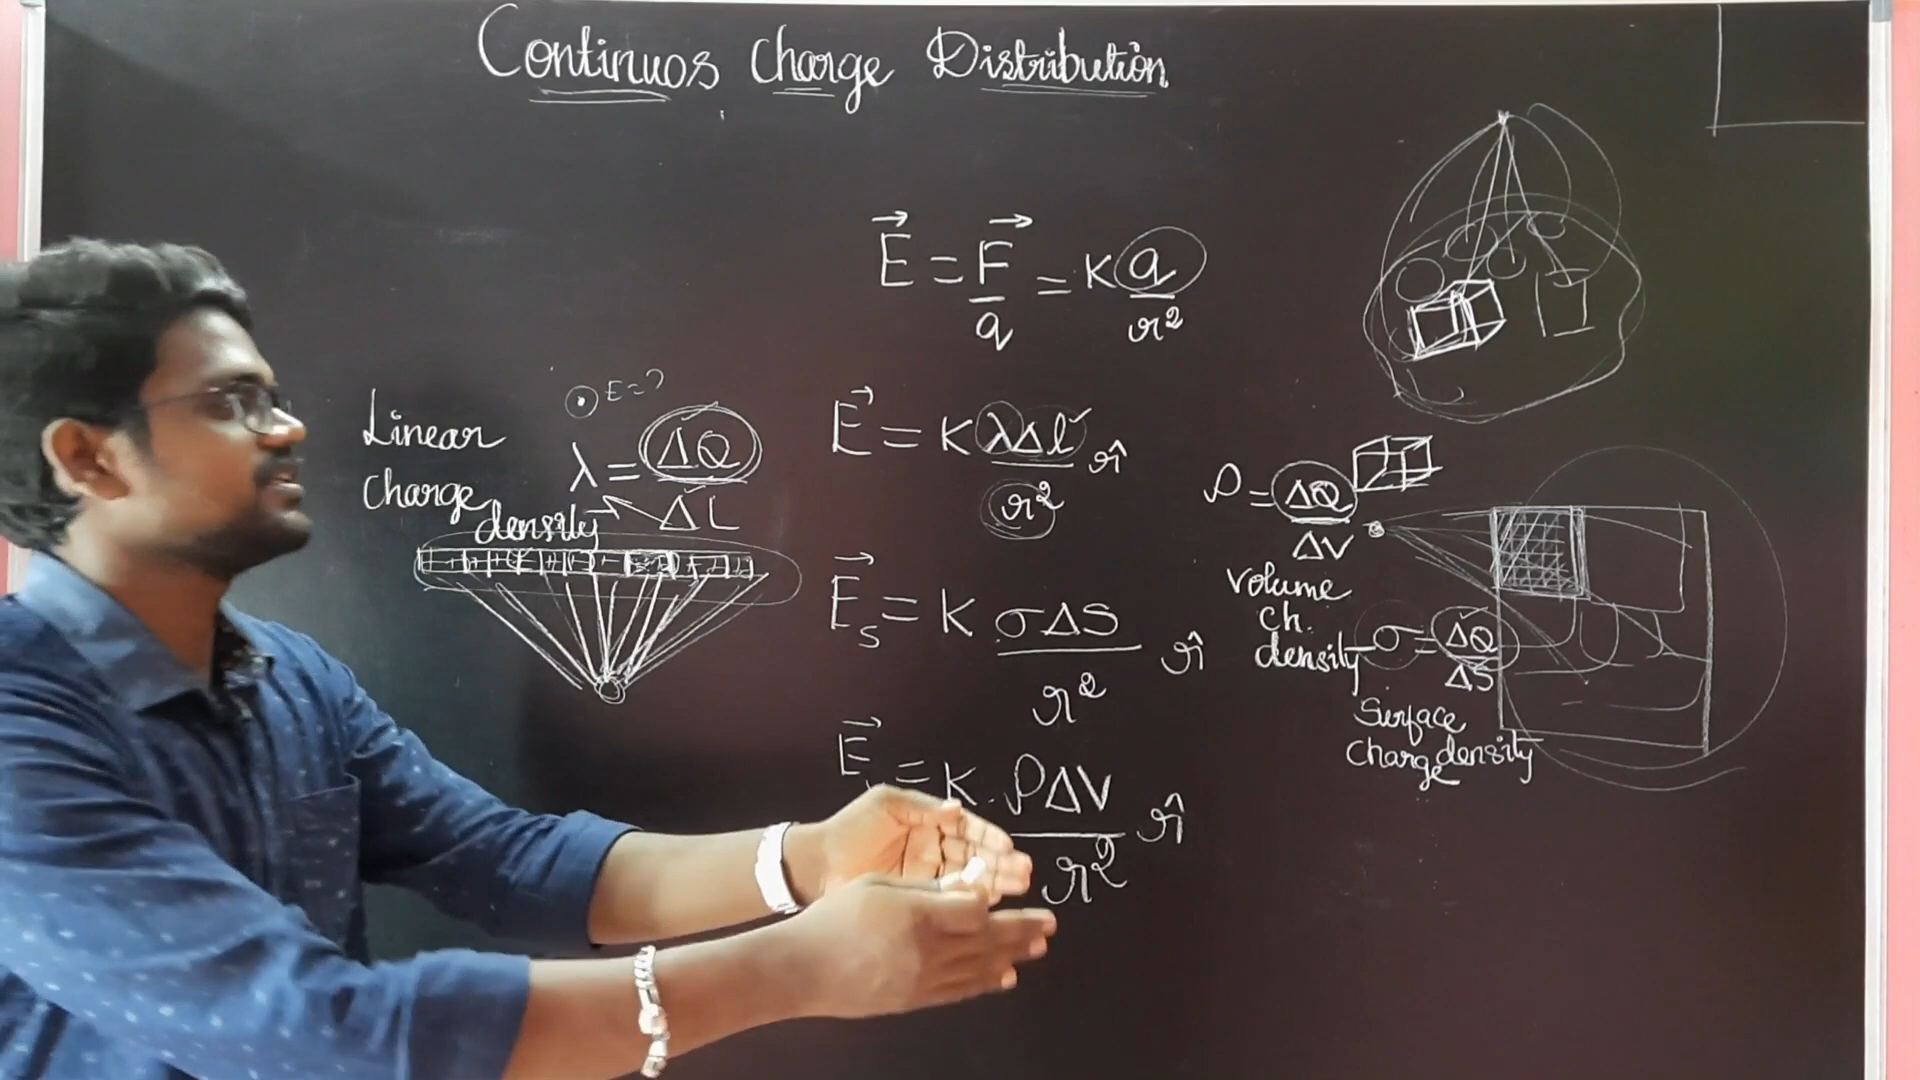 Continuos Charge Distribution
E⃗ = F⃗/q = K q/r²
Linear
Charge
density
E=?
λ = ΔQ/ΔL
E⃗ = K λΔl/r² r̂
E⃗s = K σΔS/r² r̂
E⃗ = K ρΔV/r² r̂
ρ = ΔQ/ΔV
Volume
Ch.
density
σ = ΔQ/ΔS
Surface
Charge density